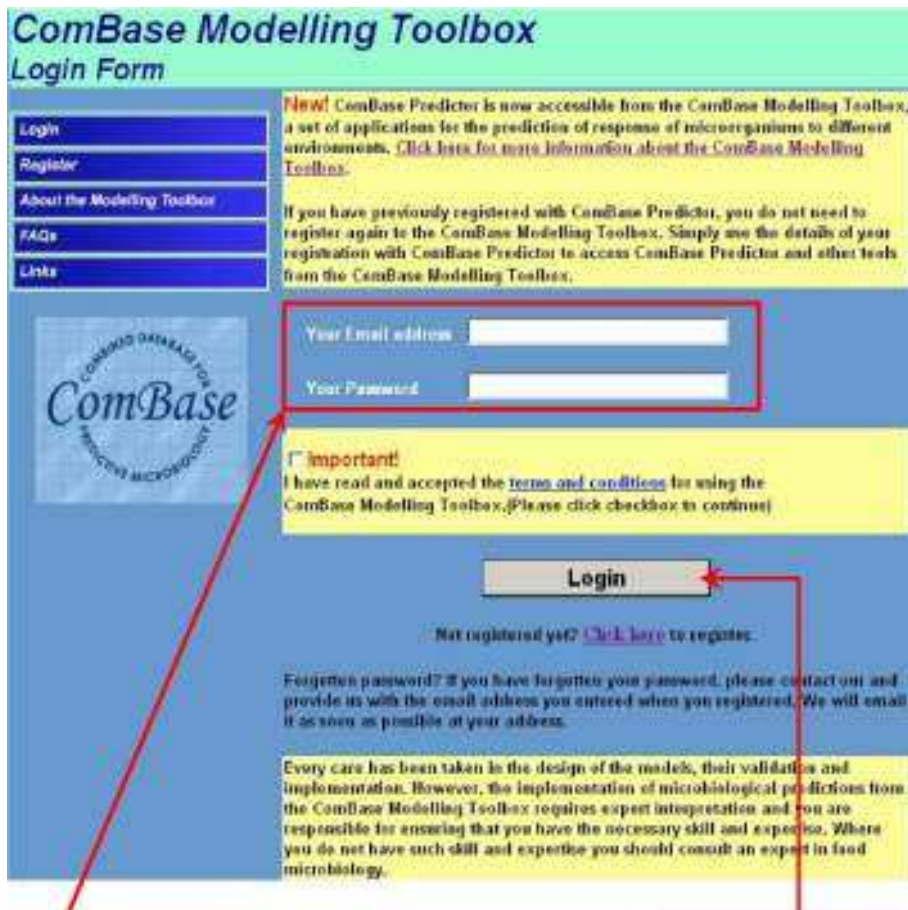 ComBase Modelling Toolbox
Login Form
Login
Register
About the Modelling Toolbox
FAQs
Links
COMBINED DATABASE FOR
ComBase
PREDICTIVE MICROBIOLOGY
New! ComBase Predictor is now accessible from the ComBase Modelling Toolbox,
a set of applications for the prediction of response of microorganisms to different
environments. Click here for more information about the ComBase Modelling
Toolbox.
If you have previously registered with ComBase Predictor, you do not need to
register again to the ComBase Modelling Toolbox. Simply use the details of your
registration with ComBase Predictor to access ComBase Predictor and other tools
from the ComBase Modelling Toolbox.
Your Email address
Your Password
Important!
I have read and accepted the terms and conditions for using the
ComBase Modelling Toolbox.(Please click checkbox to continue)
Login
Not registered yet? Click here to register.
Forgotten password? If you have forgotten your password, please contact our and
provide us with the email address you entered when you registered. We will email
it as soon as possible at your address.
Every care has been taken in the design of the models, their validation and
implementation. However, the implementation of microbiological predictions from
the ComBase Modelling Toolbox requires expert interpretation and you are
responsible for ensuring that you have the necessary skill and expertise. Where
you do not have such skill and expertise you should consult an expert in food
microbiology.